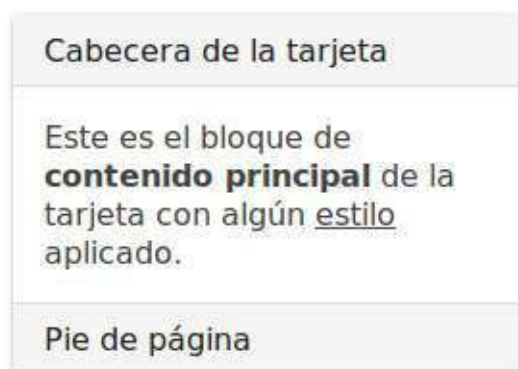 Cabecera de la tarjeta
Este es el bloque de
contenido principal de la
tarjeta con algún estilo
aplicado.
Pie de página